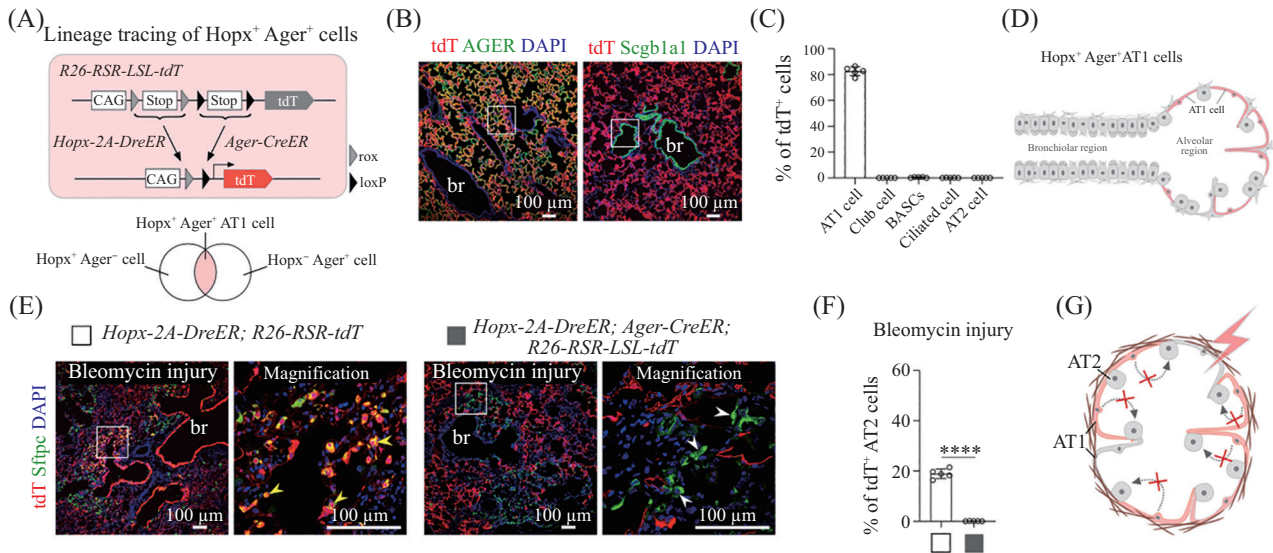 (A)
Lineage tracing of Hopx⁺ Ager⁺ cells
R26-RSR-LSL-tdT
CAG Stop Stop tdT
Hopx-2A-DreER Ager-CreER
CAG tdT
rox
loxP
Hopx⁺ Ager⁺ AT1 cell
Hopx⁺ Ager⁻ cell
Hopx⁻ Ager⁺ cell
(B)
tdT AGER DAPI
br
100 µm
tdT Scgb1a1 DAPI
br
100 µm
(C)
% of tdT⁺ cells
100
80
60
40
20
0
AT1 cell
Club cell
BASCs
Ciliated cell
AT2 cell
(D)
Hopx⁺ Ager⁺AT1 cells
AT1 cell
Bronchiolar region
Alveolar
region
(E)
Hopx-2A-DreER; R26-RSR-tdT
tdT Sftpc DAPI
Bleomycin injury
br
100 µm
Magnification
100 µm
Hopx-2A-DreER; Ager-CreER;
R26-RSR-LSL-tdT
Bleomycin injury
br
100 µm
Magnification
100 µm
(F)
Bleomycin injury
% of tdT⁺ AT2 cells
60
40
20
0
****
(G)
AT2
AT1